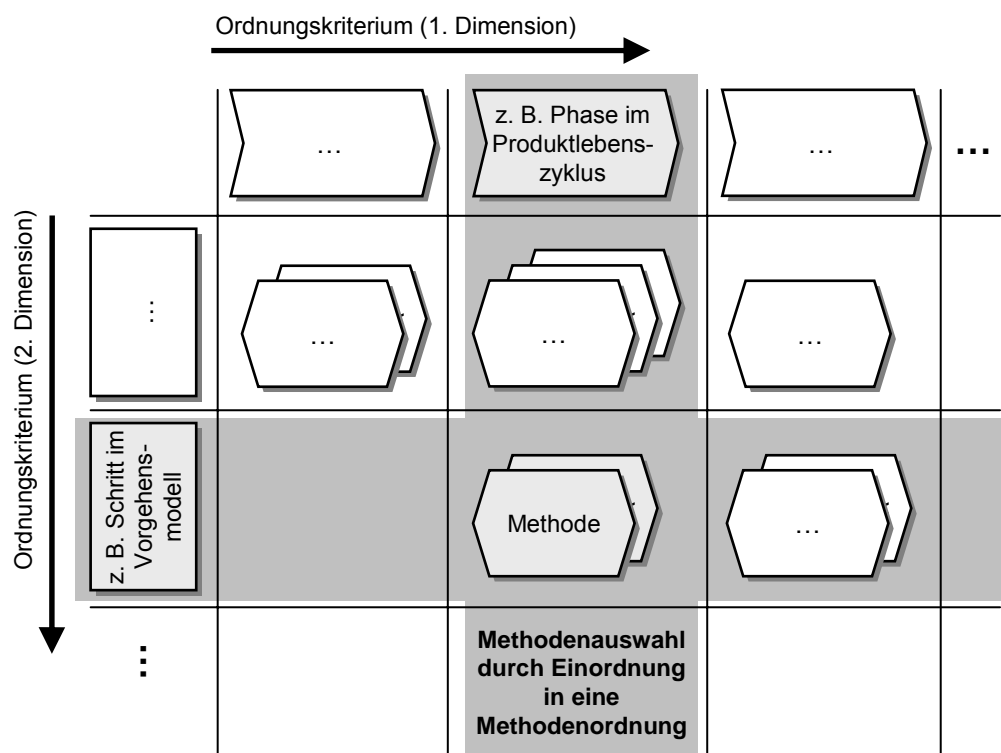 Ordnungskriterium (1. Dimension)
…
z. B. Phase im
Produktlebens-
zyklus
…
…
Ordnungskriterium (2. Dimension)
…
…
…
…
z. B. Schritt im
Vorgehens-
modell
Methode
…
…
Methodenauswahl
durch Einordnung
in eine
Methodenordnung